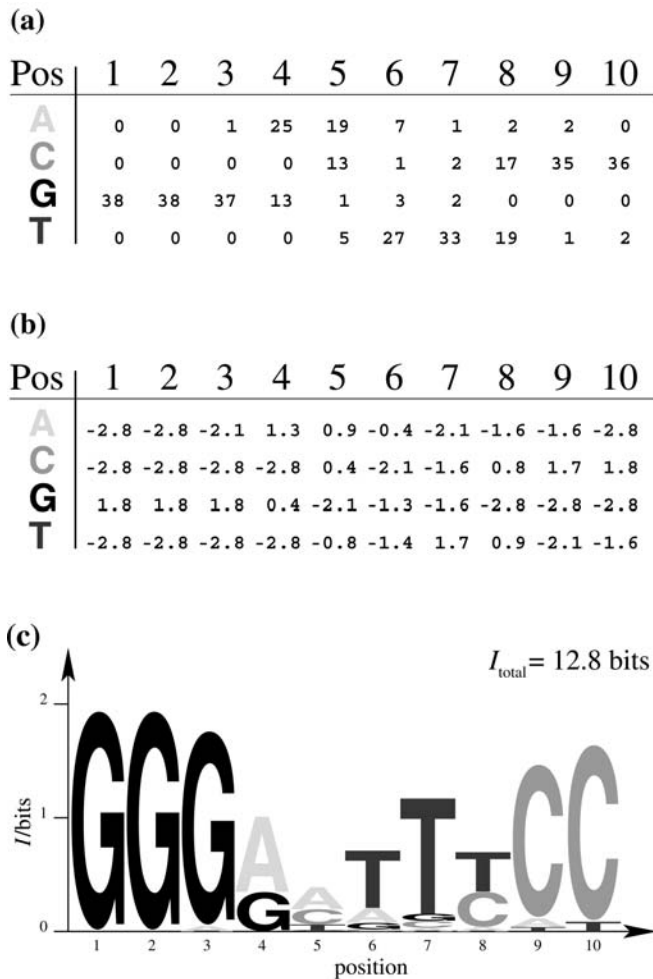 (a)
Pos 1 2 3 4 5 6 7 8 9 10
A 0 0 1 25 19 7 1 2 2 0
C 0 0 0 0 13 1 2 17 35 36
G 38 38 37 13 1 3 2 0 0 0
T 0 0 0 0 5 27 33 19 1 2
(b)
Pos 1 2 3 4 5 6 7 8 9 10
A -2.8 -2.8 -2.1 1.3 0.9 -0.4 -2.1 -1.6 -1.6 -2.8
C -2.8 -2.8 -2.8 -2.8 0.4 -2.1 -1.6 0.8 1.7 1.8
G 1.8 1.8 1.8 0.4 -2.1 -1.3 -1.6 -2.8 -2.8 -2.8
T -2.8 -2.8 -2.8 -2.8 -0.8 -1.4 1.7 0.9 -2.1 -1.6
(c)
I total = 12.8 bits
2
1
0
I/bits
G G G A A T T T C C
G C A G C A T
T G C T
1 2 3 4 5 6 7 8 9 10
position